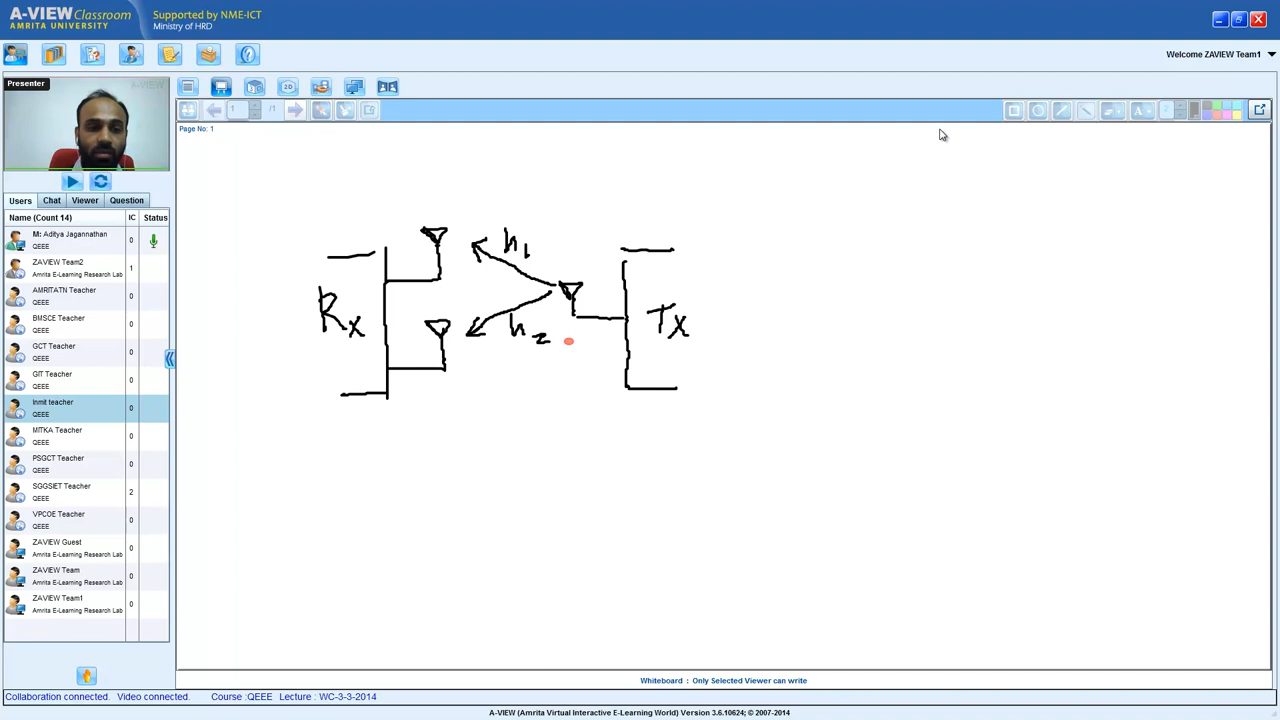 A-VIEW Classroom
AMRITA UNIVERSITY
Supported by NME-ICT
Ministry of HRD
Welcome ZAVIEW Team1
Presenter
A-VIEW
1
/1
A
2
2D
Page No: 1
Users
Chat
Viewer
Question
Name (Count 14)
IC
Status
M: Aditya Jagannathan
QEEE
0
ZAVIEW Team2
Amrita E-Learning Research Lab
1
AMRITATN Teacher
QEEE
0
BMSCE Teacher
QEEE
0
GCT Teacher
QEEE
0
GIT Teacher
QEEE
0
Inmit teacher
QEEE
0
MITKA Teacher
QEEE
0
PSGCT Teacher
QEEE
0
SGGSIET Teacher
QEEE
2
VPCOE Teacher
QEEE
0
ZAVIEW Guest
Amrita E-Learning Research Lab
0
ZAVIEW Team
Amrita E-Learning Research Lab
0
ZAVIEW Team1
Amrita E-Learning Research Lab
0
Rx
h1
h2
Tx
Whiteboard : Only Selected Viewer can write
Collaboration connected. Video connected. Course :QEEE Lecture : WC-3-3-2014
A-VIEW (Amrita Virtual Interactive E-Learning World) Version 3.6.10624; © 2007-2014